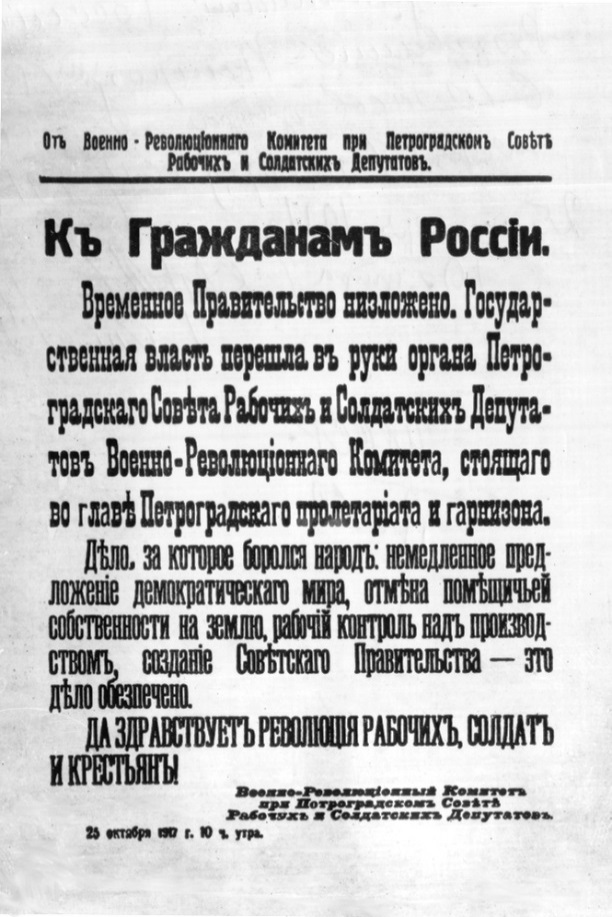 Отъ Военно-Революціоннаго Комитета при Петроградскомъ Совѣтѣ
Рабочихъ и Солдатскихъ Депутатовъ.
Къ Гражданамъ Россіи.
Временное Правительство низложено. Государ-
ственная власть перешла въ руки органа Петро-
градскаго Совѣта Рабочихъ и Солдатскихъ Депута-
товъ Военно-Революціоннаго Комитета, стоящаго
во главѣ Петроградскаго пролетаріата и гарнизона.
Дѣло, за которое боролся народъ: немедленное пред-
ложеніе демократическаго мира, отмѣна помѣщичьей
собственности на землю, рабочій контроль надъ производ-
ствомъ, созданіе Совѣтскаго Правительства — это
дѣло обезпечено.
ДА ЗДРАВСТВУЕТЪ РЕВОЛЮЦІЯ РАБОЧИХЪ, СОЛДАТЪ
И КРЕСТЬЯНЪ!
Военно-Революціонный Комитетъ
при Петроградскомъ Совѣтѣ
Рабочихъ и Солдатскихъ Депутатовъ.
25 октября 1917 г. 10 ч. утра.